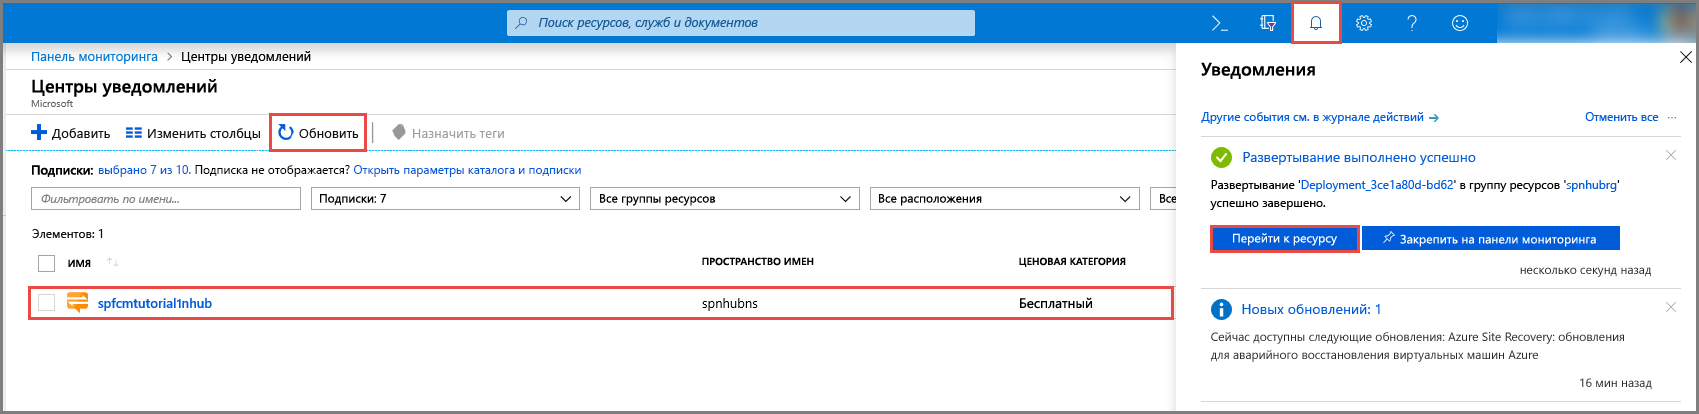 Поиск ресурсов, служб и документов
Панель мониторинга > Центры уведомлений
Центры уведомлений
Microsoft
Добавить Изменить столбцы Обновить Назначить теги
Подписки: выбрано 7 из 10. Подписка не отображается? Открыть параметры каталога и подписки
Фильтровать по имени... Подписки: 7 Все группы ресурсов Все расположения Все
Элементов: 1
ИМЯ ПРОСТРАНСТВО ИМЕН ЦЕНОВАЯ КАТЕГОРИЯ
spfcmtutorial1nhub spnhubns Бесплатный
Уведомления
Другие события см. в журнале действий → Отменить все ...
Развертывание выполнено успешно
Развертывание 'Deployment_3ce1a80d-bd62' в группу ресурсов 'spnhubrg'
успешно завершено.
Перейти к ресурсу Закрепить на панели мониторинга
несколько секунд назад
Новых обновлений: 1
Сейчас доступны следующие обновления: Azure Site Recovery: обновления
для аварийного восстановления виртуальных машин Azure
16 мин назад